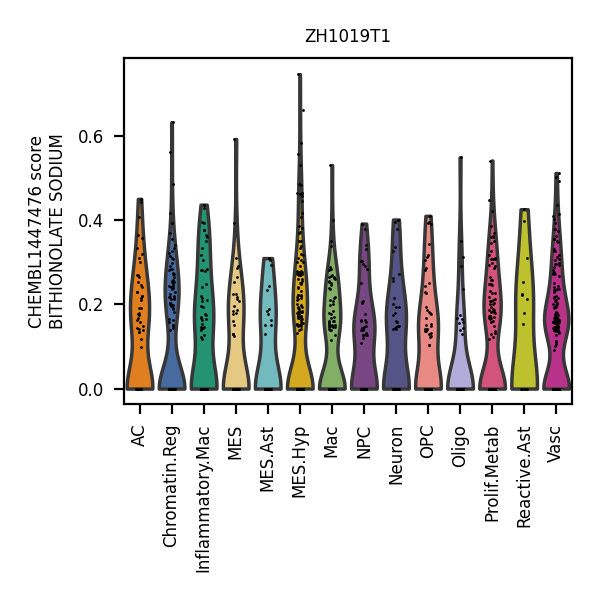 ZH1019T1
CHEMBL1447476 score
BITHIONOLATE SODIUM
0.6
0.4
0.2
0.0
AC
Chromatin.Reg
Inflammatory.Mac
MES
MES.Ast
MES.Hyp
Mac
NPC
Neuron
OPC
Oligo
Prolif.Metab
Reactive.Ast
Vasc